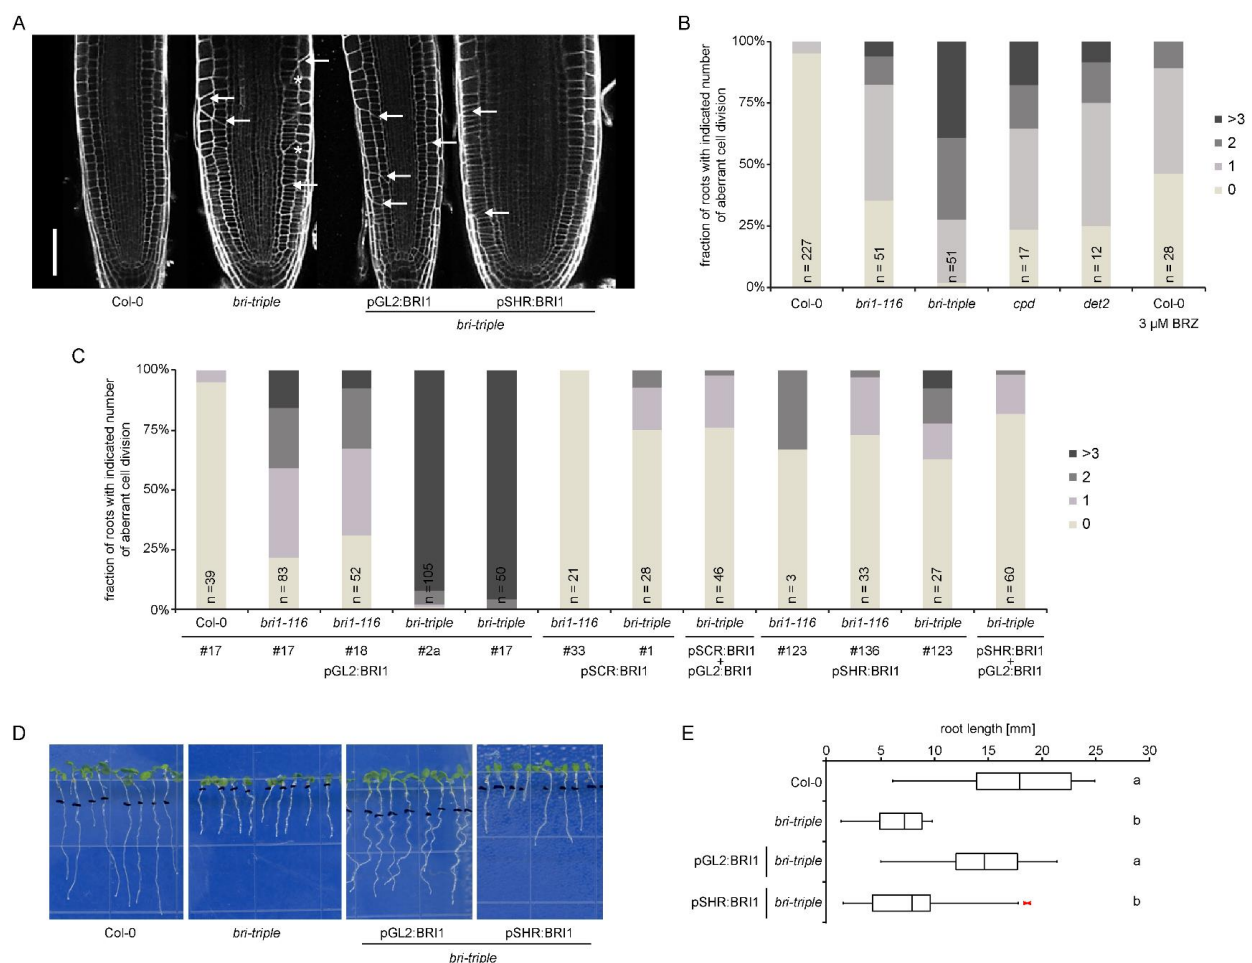 A
Col-0
bri-triple
pGL2:BRI1
pSHR:BRI1
bri-triple
B
fraction of roots with indicated number
of aberrant cell division
100%
75%
50%
25%
0%
n = 227
n = 51
n =51
n = 17
n = 12
n = 28
Col-0
bri1-116
bri-triple
cpd
det2
Col-0
3 µM BRZ
>3
2
1
0
C
fraction of roots with indicated number
of aberrant cell division
100%
75%
50%
25%
0%
n =39
n = 83
n = 52
n =105
n = 50
n = 21
n = 28
n = 46
n = 3
n = 33
n = 27
n = 60
Col-0 bri1-116 bri1-116 bri-triple bri-triple bri1-116 bri-triple bri-triple bri1-116 bri1-116 bri-triple bri-triple
#17 #17 #18 #2a #17 #33 #1 pSCR:BRI1 + pGL2:BRI1 #123 #136 #123 pSHR:BRI1 + pGL2:BRI1
pGL2:BRI1 pSCR:BRI1 pSHR:BRI1
>3
2
1
0
D
Col-0
bri-triple
pGL2:BRI1
pSHR:BRI1
bri-triple
E
root length [mm]
0 5 10 15 20 25 30
Col-0 a
bri-triple b
pGL2:BRI1 bri-triple a
pSHR:BRI1 bri-triple b